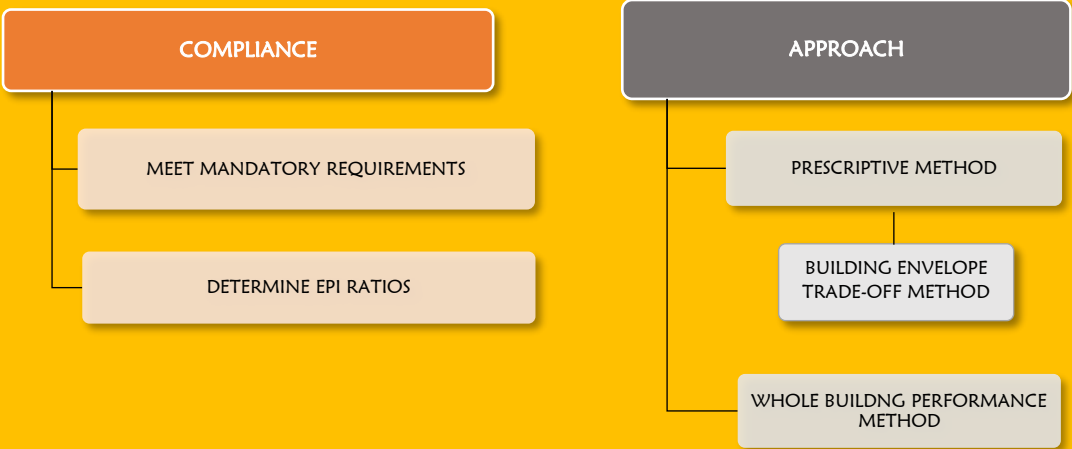 COMPLIANCE
MEET MANDATORY REQUIREMENTS
DETERMINE EPI RATIOS
APPROACH
PRESCRIPTIVE METHOD
BUILDING ENVELOPE
TRADE-OFF METHOD
WHOLE BUILDNG PERFORMANCE
METHOD